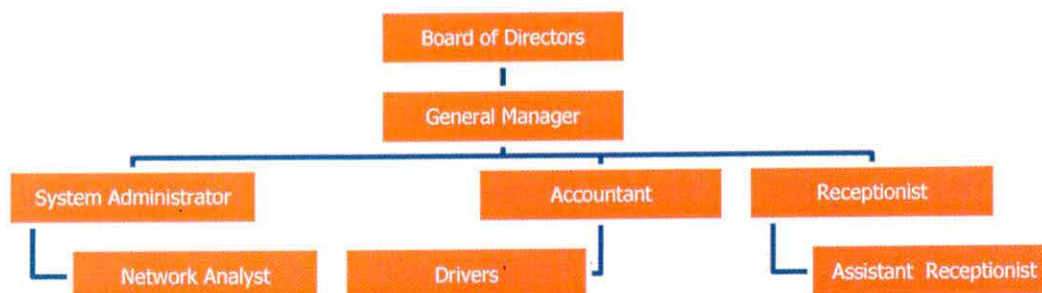 Board of Directors
General Manager
System Administrator
Accountant
Receptionist
Network Analyst
Drivers
Assistant Receptionist